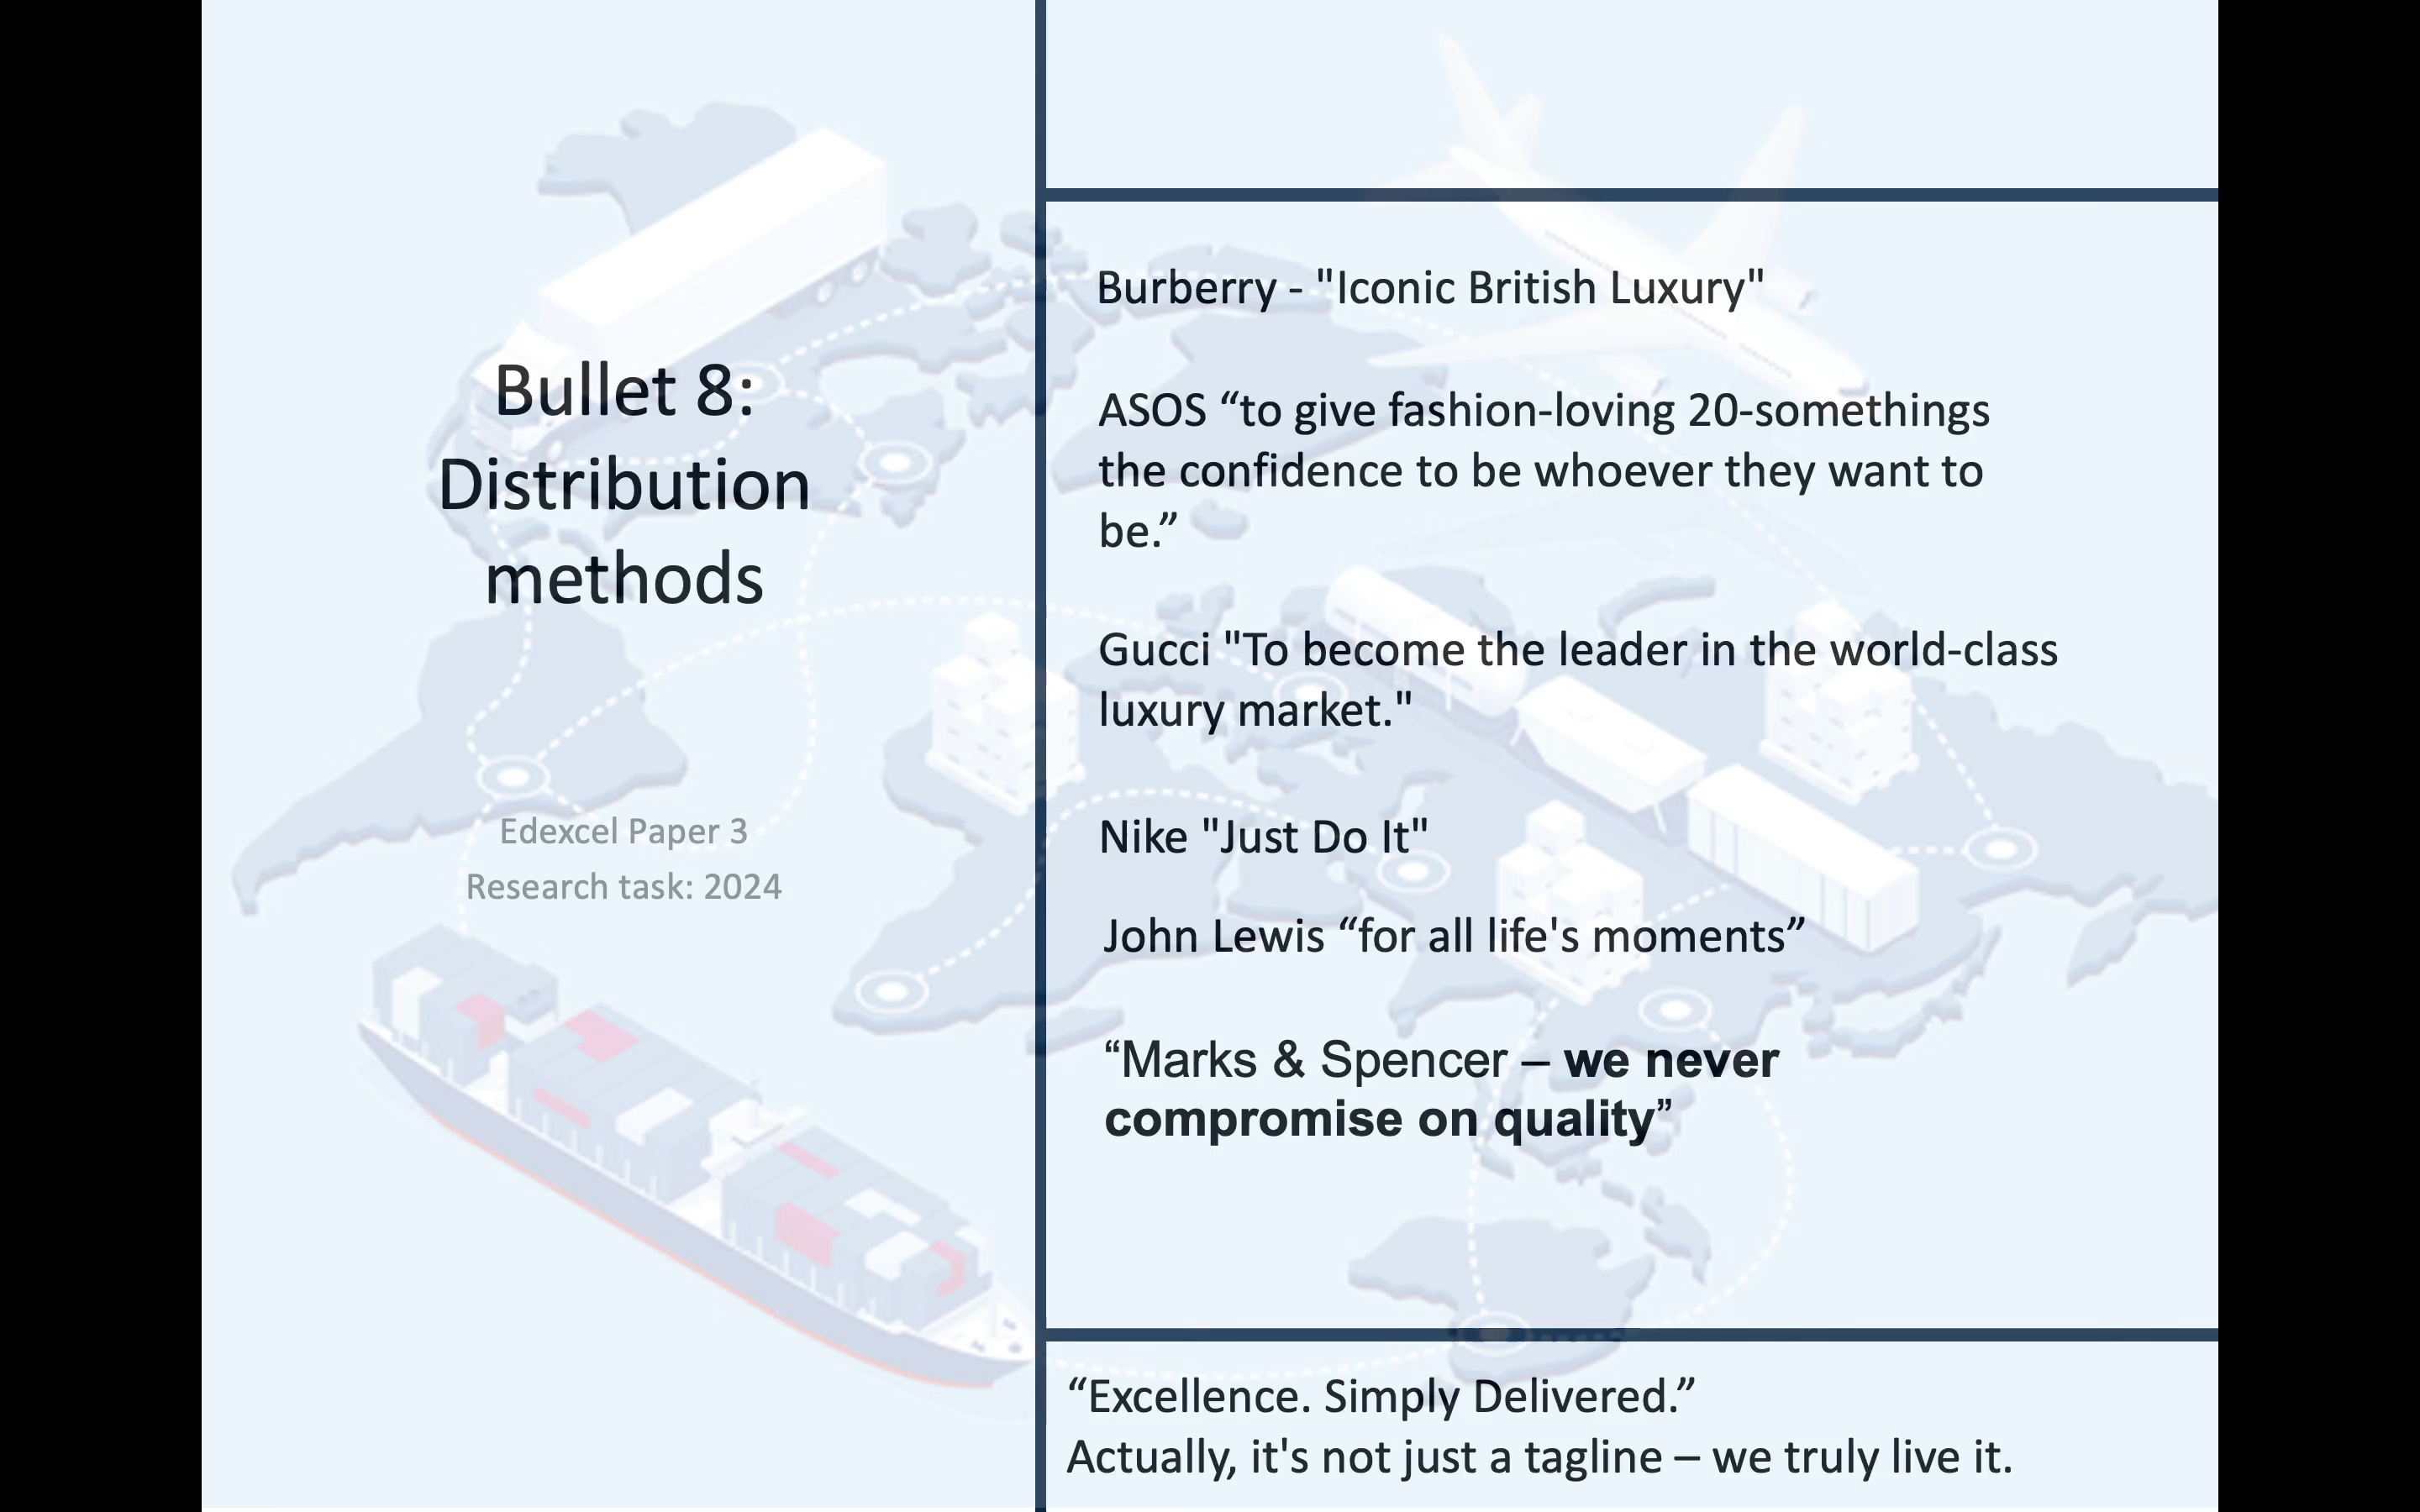 Bullet 8:
Distribution
methods
Edexcel Paper 3
Research task: 2024
Burberry - "Iconic British Luxury"
ASOS “to give fashion-loving 20-somethings
the confidence to be whoever they want to
be.”
Gucci "To become the leader in the world-class
luxury market."
Nike "Just Do It"
John Lewis “for all life's moments”
“Marks & Spencer – we never
compromise on quality”
“Excellence. Simply Delivered.”
Actually, it's not just a tagline – we truly live it.